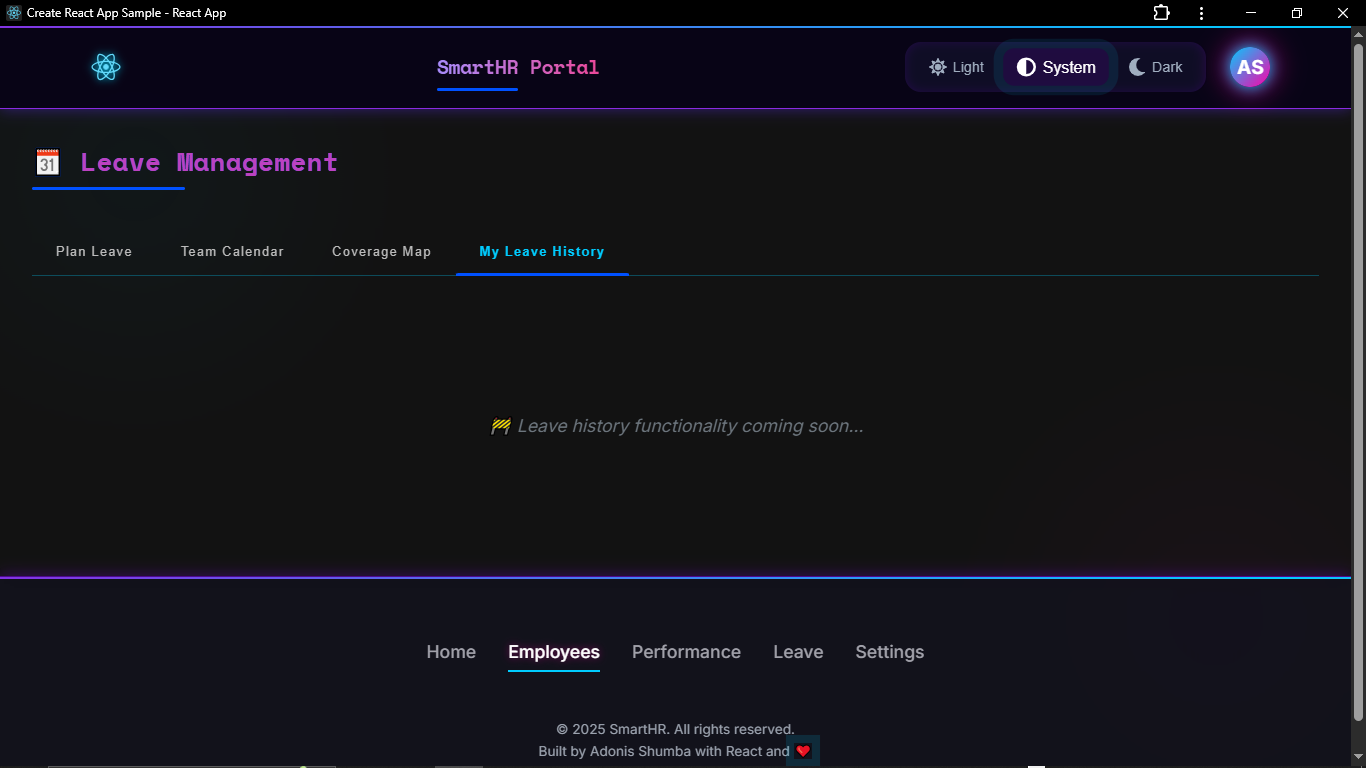 Create React App Sample - React App
SmartHR Portal
Light
System
Dark
AS
31 Leave Management
Plan Leave
Team Calendar
Coverage Map
My Leave History
🚧 Leave history functionality coming soon...
Home
Employees
Performance
Leave
Settings
© 2025 SmartHR. All rights reserved.
Built by Adonis Shumba with React and ❤️